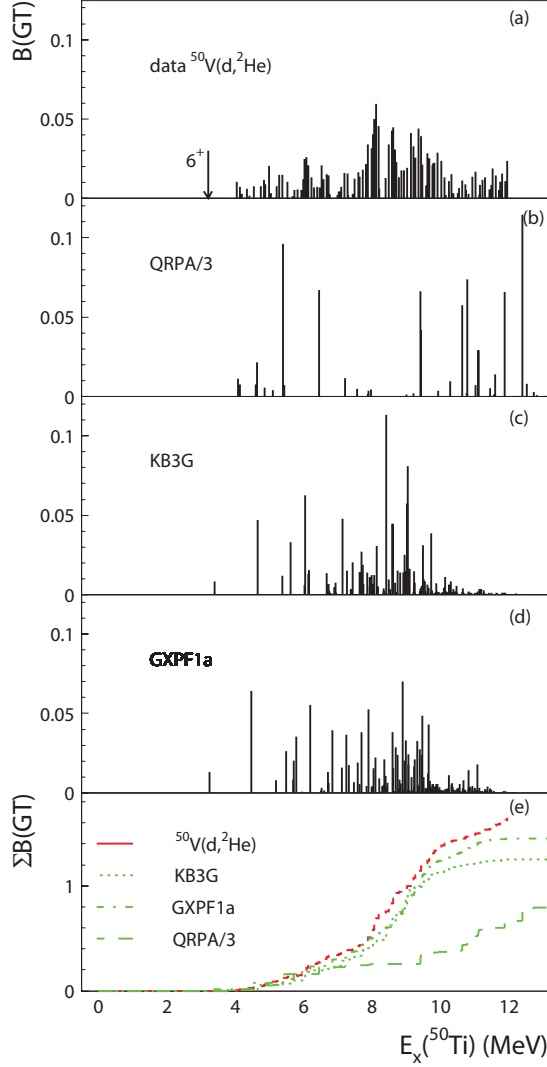 B(GT)
(a)
0.1
data ⁵⁰V(d,²He)
0.05
6⁺
0
(b)
0.1
QRPA/3
0.05
0
(c)
0.1
KB3G
0.05
0
(d)
0.1
GXPF1a
0.05
0
ΣB(GT)
(e)
⁵⁰V(d,²He)
KB3G
1
GXPF1a
QRPA/3
0
0 2 4 6 8 10 12
Eₓ(⁵⁰Ti) (MeV)